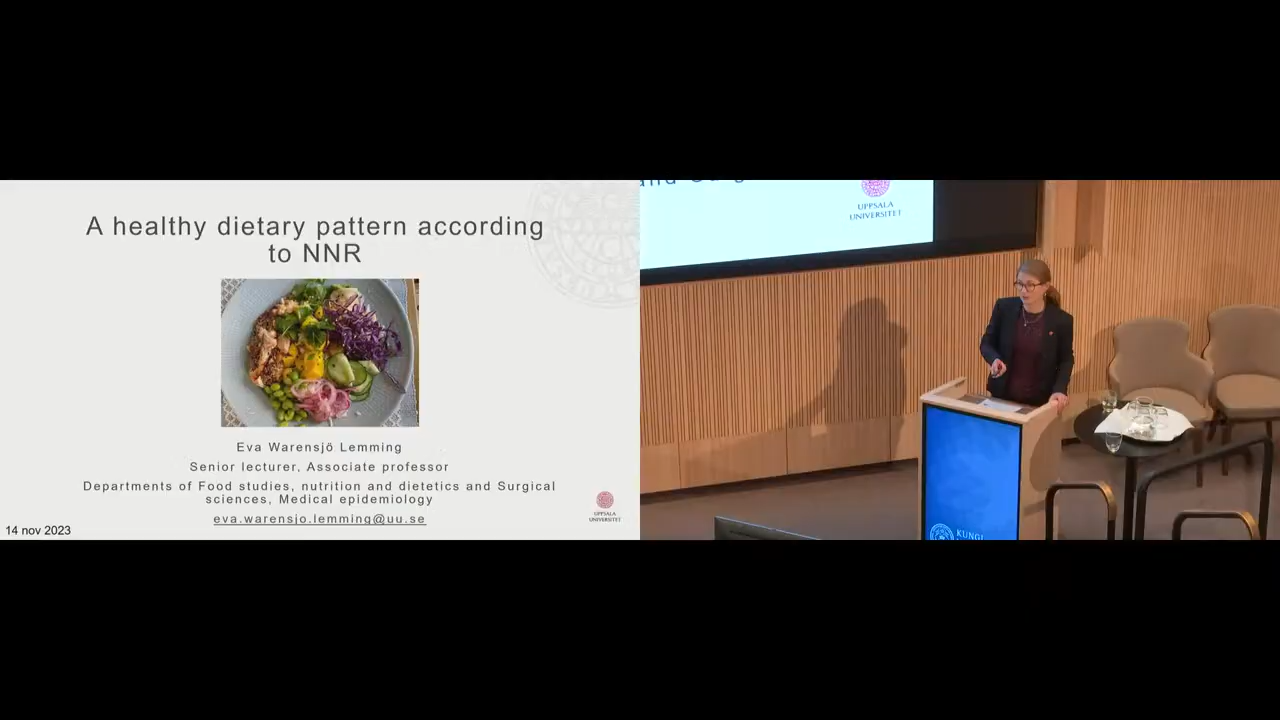 A healthy dietary pattern according
to NNR
Eva Warensjö Lemming
Senior lecturer, Associate professor
Departments of Food studies, nutrition and dietetics and Surgical
sciences, Medical epidemiology
eva.warensjo.lemming@uu.se
14 nov 2023
UPPSALA
UNIVERSITET
UPPSALA
UNIVERSITET
KUNGL